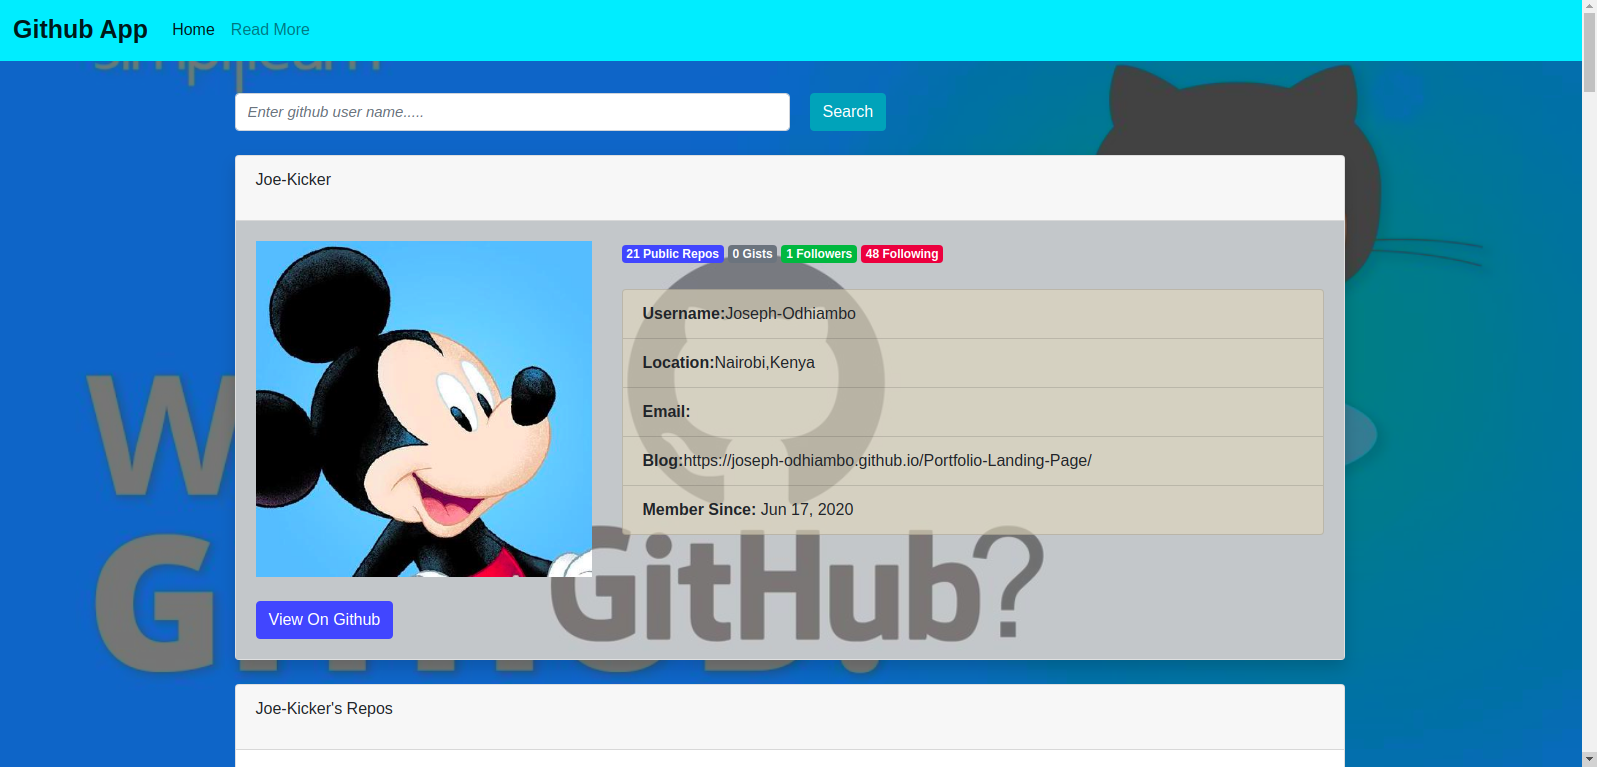 Github App Home Read More
simplilearn
Enter github user name..... Search
Joe-Kicker
21 Public Repos 0 Gists 1 Followers 48 Following
Username:Joseph-Odhiambo
Location:Nairobi,Kenya
Email:
Blog:https://joseph-odhiambo.github.io/Portfolio-Landing-Page/
Member Since: Jun 17, 2020
GitHub?
View On Github
Joe-Kicker's Repos